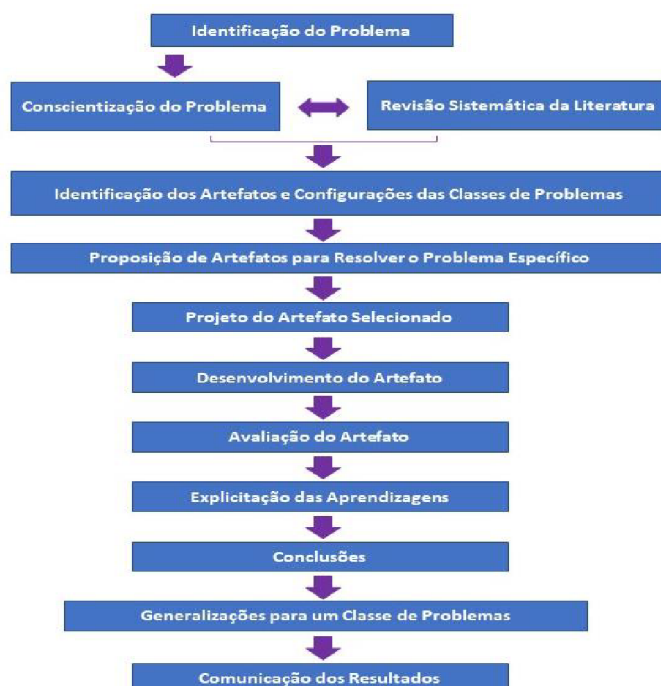 Identificação do Problema
Conscientização do Problema
Revisão Sistemática da Literatura
Identificação dos Artefatos e Configurações das Classes de Problemas
Proposição de Artefatos para Resolver o Problema Específico
Projeto do Artefato Selecionado
Desenvolvimento do Artefato
Avaliação do Artefato
Explicitação das Aprendizagens
Conclusões
Generalizações para um Classe de Problemas
Comunicação dos Resultados